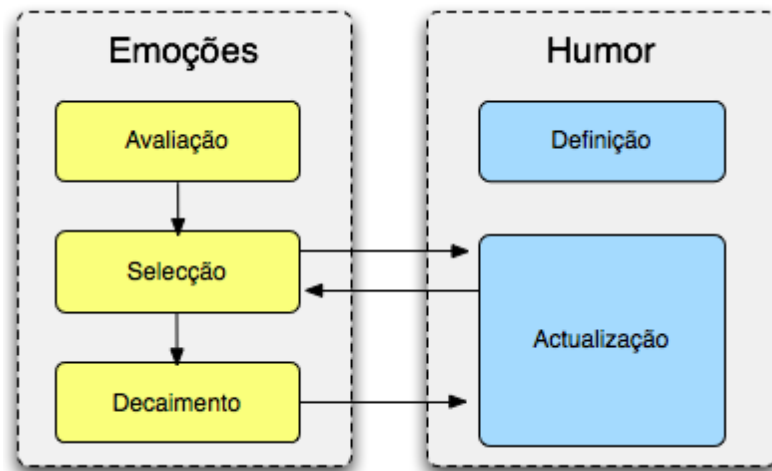 Emoções
Avaliação
Selecção
Decaimento
Humor
Definição
Actualização